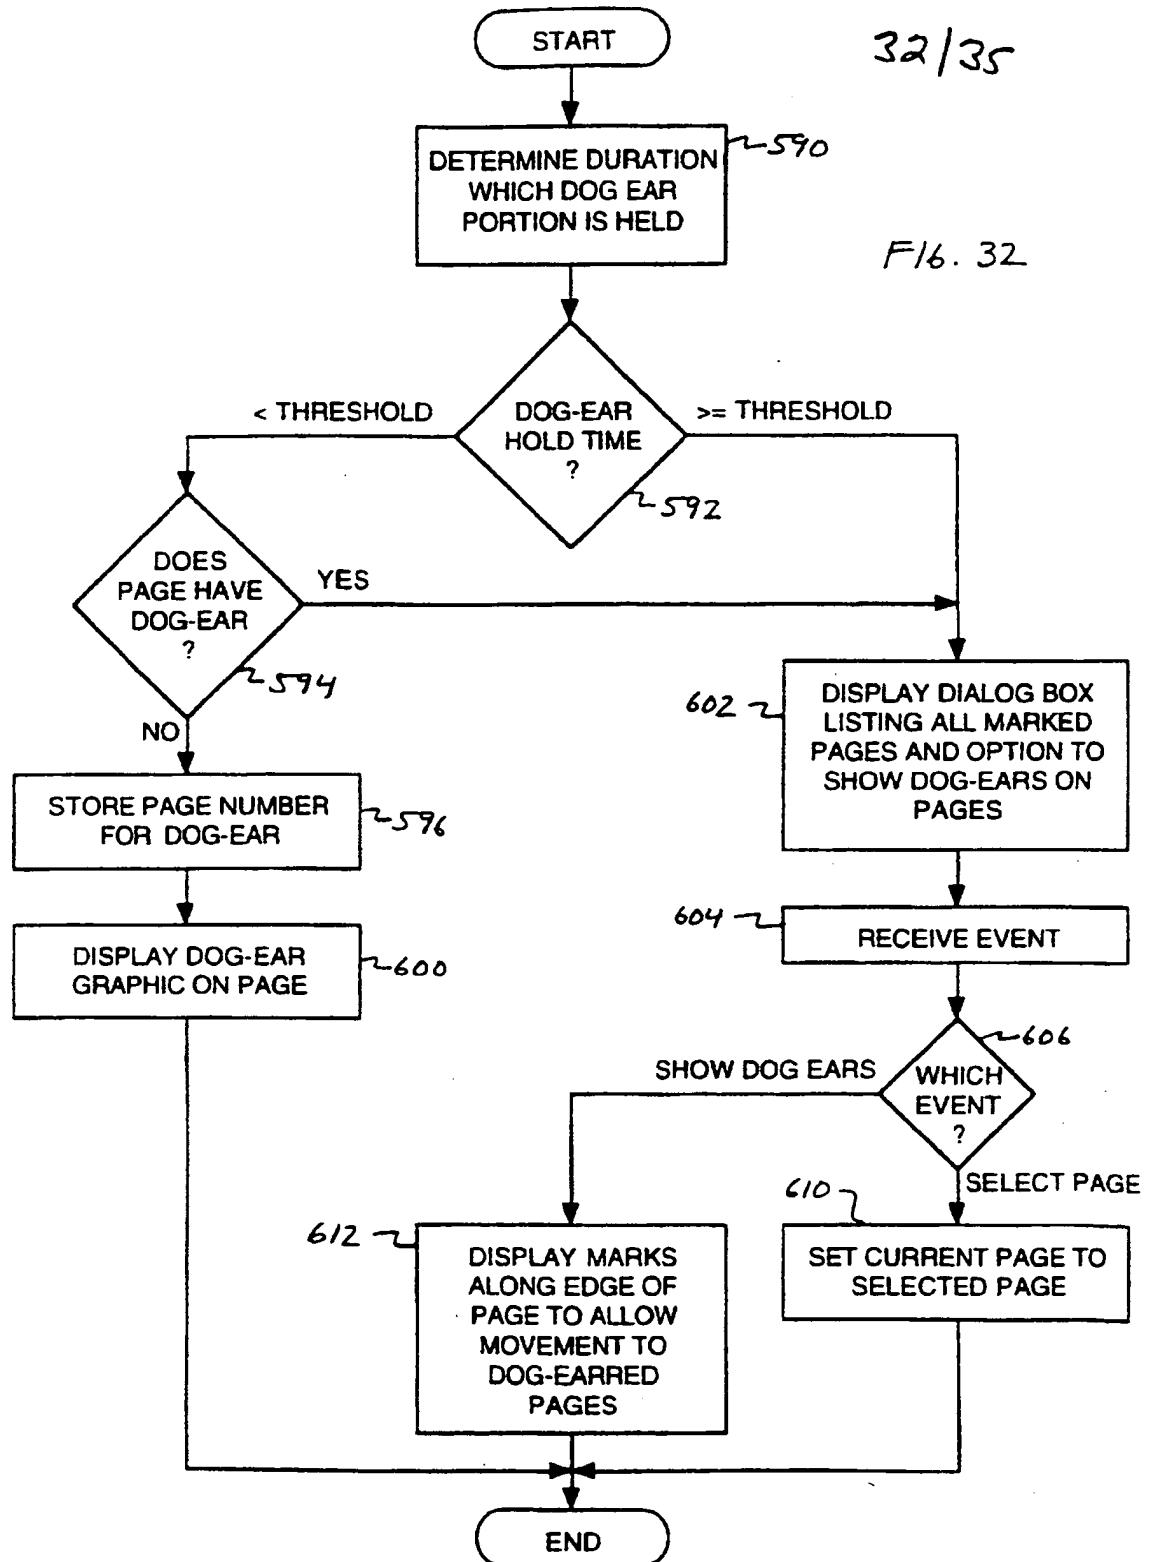 START
32/35
DETERMINE DURATION
WHICH DOG EAR
PORTION IS HELD
590
FIG. 32
< THRESHOLD
DOG-EAR
HOLD TIME
?
>= THRESHOLD
592
DOES
PAGE HAVE
DOG-EAR
?
YES
594
NO
602
DISPLAY DIALOG BOX
LISTING ALL MARKED
PAGES AND OPTION TO
SHOW DOG-EARS ON
PAGES
STORE PAGE NUMBER
FOR DOG-EAR
596
604
RECEIVE EVENT
DISPLAY DOG-EAR
GRAPHIC ON PAGE
600
606
SHOW DOG EARS
WHICH
EVENT
?
SELECT PAGE
610
612
DISPLAY MARKS
ALONG EDGE OF
PAGE TO ALLOW
MOVEMENT TO
DOG-EARRED
PAGES
SET CURRENT PAGE TO
SELECTED PAGE
END